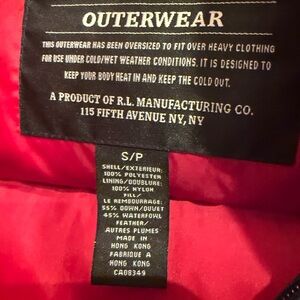 OUTERWEAR
THIS OUTERWEAR HAS BEEN OVERSIZED TO FIT OVER HEAVY CLOTHING
FOR USE UNDER COLD/WET WEATHER CONDITIONS. IT IS DESIGNED TO
KEEP YOUR BODY HEAT IN AND KEEP THE COLD OUT.
A PRODUCT OF R.L. MANUFACTURING CO.
115 FIFTH AVENUE NY, NY
S/P
SHELL/EXTERIEUR:
100% POLYESTER
LINING/DOUBLURE:
100% NYLON
FILL/
LE REMBOURRAGE:
55% DOWN/DUVET
45% WATERFOWL
FEATHER/
AUTRES PLUMES
MADE IN
HONG KONG
FABRIQUE A
HONG KONG
CA08349